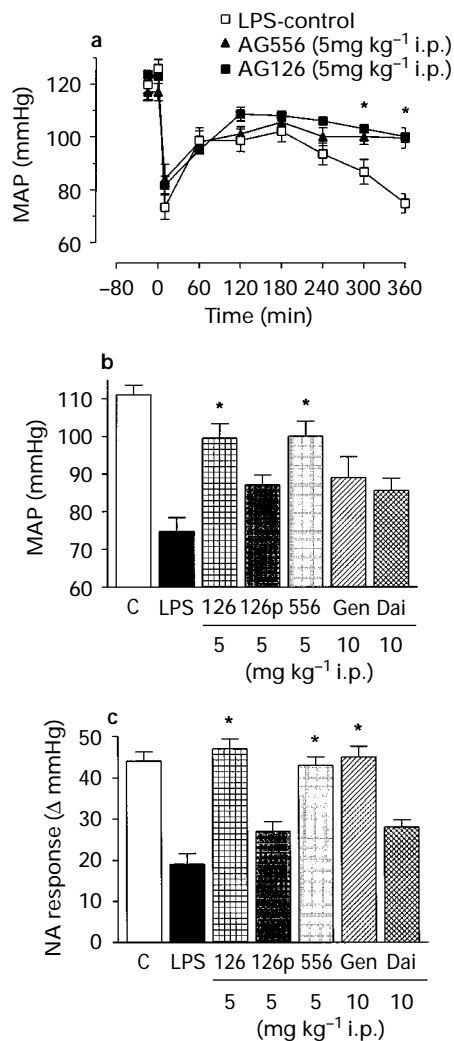 LPS-control
a
AG556 (5mg kg⁻¹ i.p.)
AG126 (5mg kg⁻¹ i.p.)
120
100
80
60
MAP (mmHg)
* *
−80 0 60 120 180 240 300 360
Time (min)
b
110
100
90
80
70
60
MAP (mmHg)
* *
C LPS 126 126p 556 Gen Dai
5 5 5 10 10
(mg kg⁻¹ i.p.)
c
50
40
30
20
10
0
NA response (Δ mmHg)
* * *
C LPS 126 126p 556 Gen Dai
5 5 5 10 10
(mg kg⁻¹ i.p.)